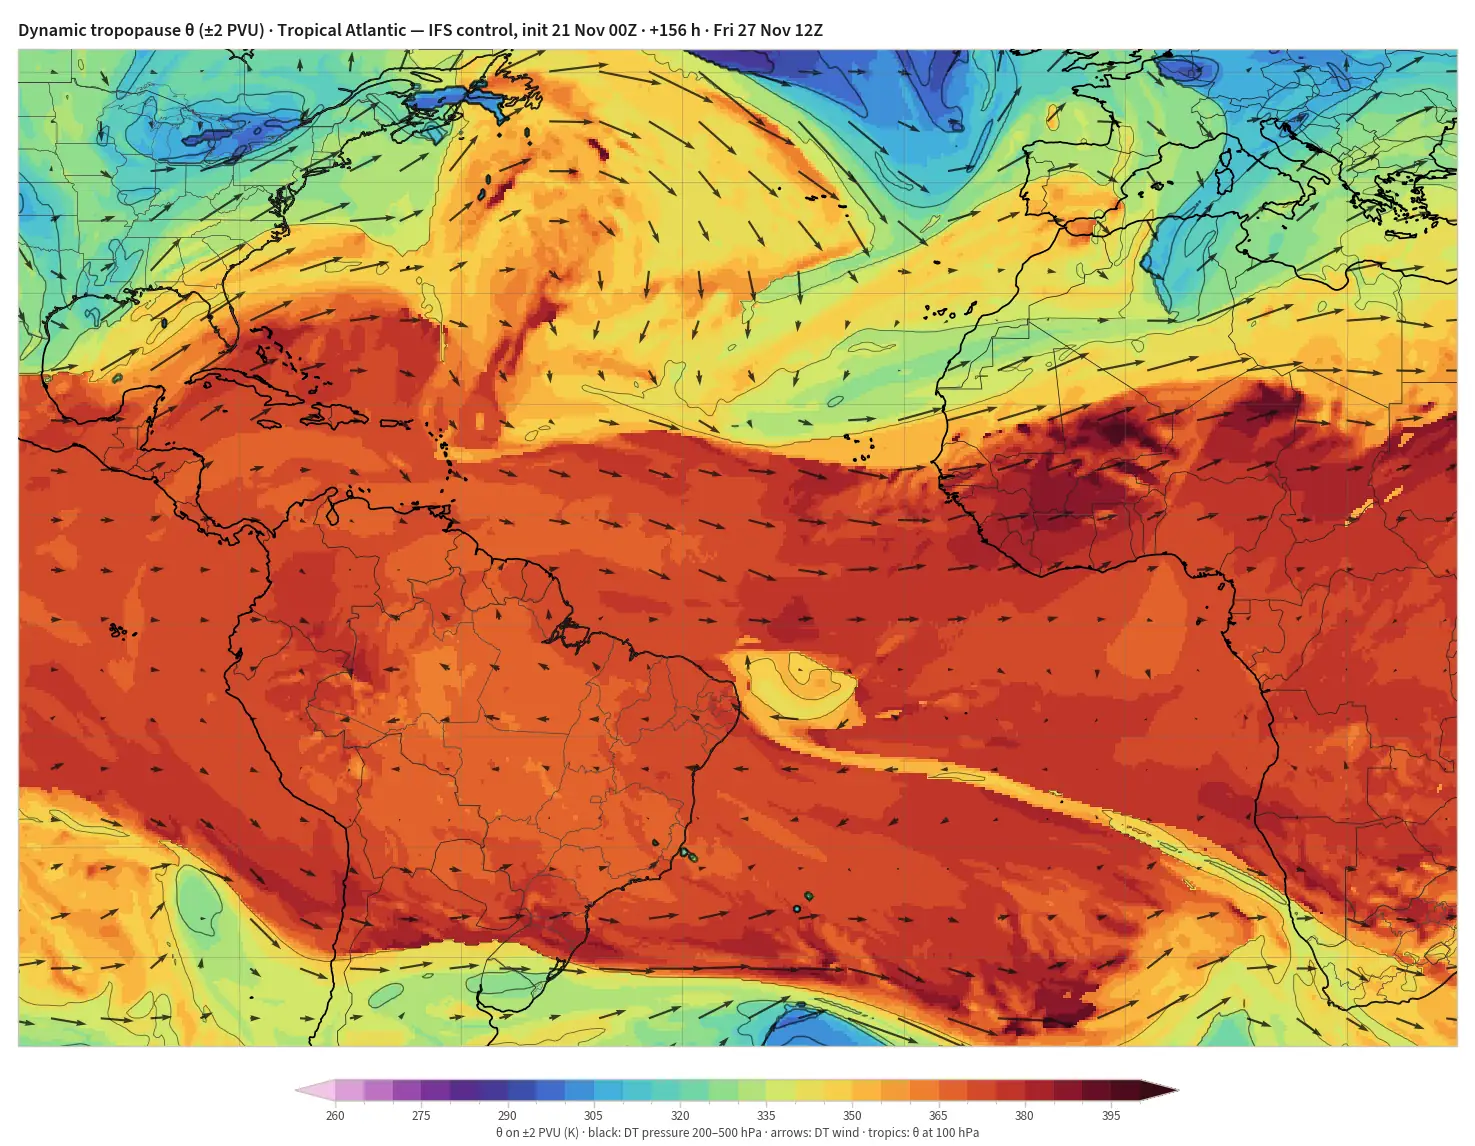 Dynamic tropopause θ (±2 PVU) · Tropical Atlantic — IFS control, init 21 Nov 00Z · +156 h · Fri 27 Nov 12Z
260 275 290 305 320 335 350 365 380 395
θ on ±2 PVU (K) · black: DT pressure 200–500 hPa · arrows: DT wind · tropics: θ at 100 hPa